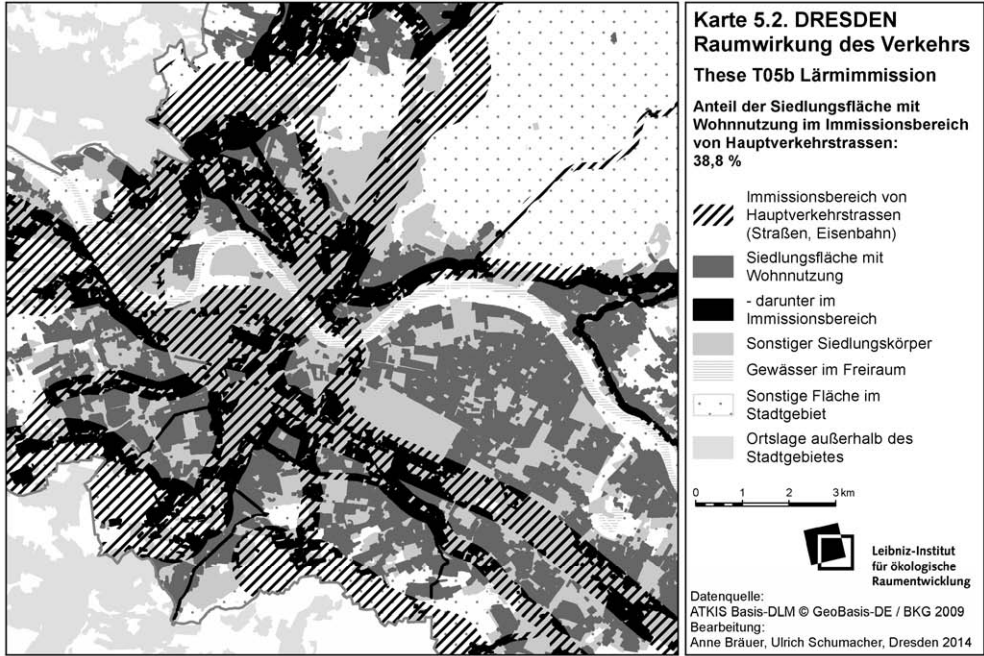 Karte 5.2. DRESDEN
Raumwirkung des Verkehrs
These T05b Lärmimmission
Anteil der Siedlungsfläche mit
Wohnnutzung im Immissionsbereich
von Hauptverkehrstrassen:
38,8 %
Immissionsbereich von
Hauptverkehrstrassen
(Straßen, Eisenbahn)
Siedlungsfläche mit
Wohnnutzung
- darunter im
Immissionsbereich
Sonstiger Siedlungskörper
Gewässer im Freiraum
Sonstige Fläche im
Stadtgebiet
Ortslage außerhalb des
Stadtgebietes
0 1 2 3 km
Leibniz-Institut
für ökologische
Raumentwicklung
Datenquelle:
ATKIS Basis-DLM © GeoBasis-DE / BKG 2009
Bearbeitung:
Anne Bräuer, Ulrich Schumacher, Dresden 2014